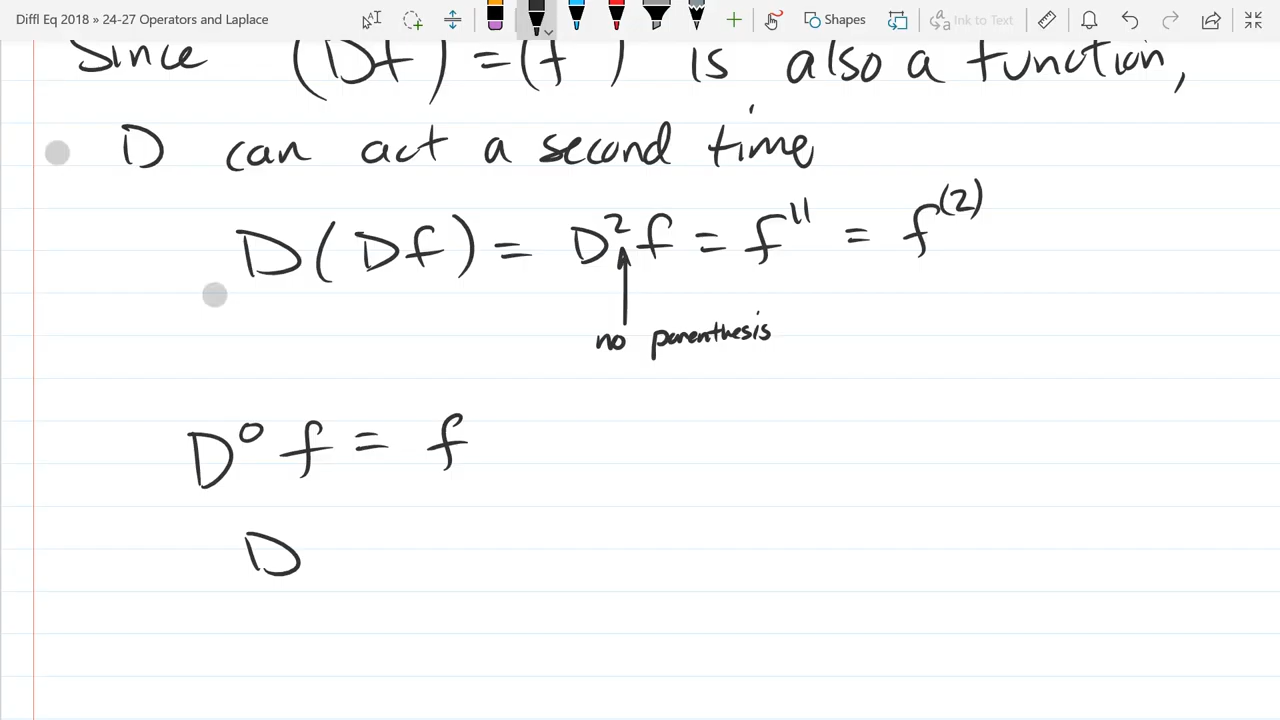 Diffl Eq 2018 » 24-27 Operators and Laplace Shapes Ink to Text
Since (Df) = (f ) is also a function,
D can act a second time
D(Df) = D²f = f'' = f⁽²⁾
no parenthesis
D⁰ f = f
D